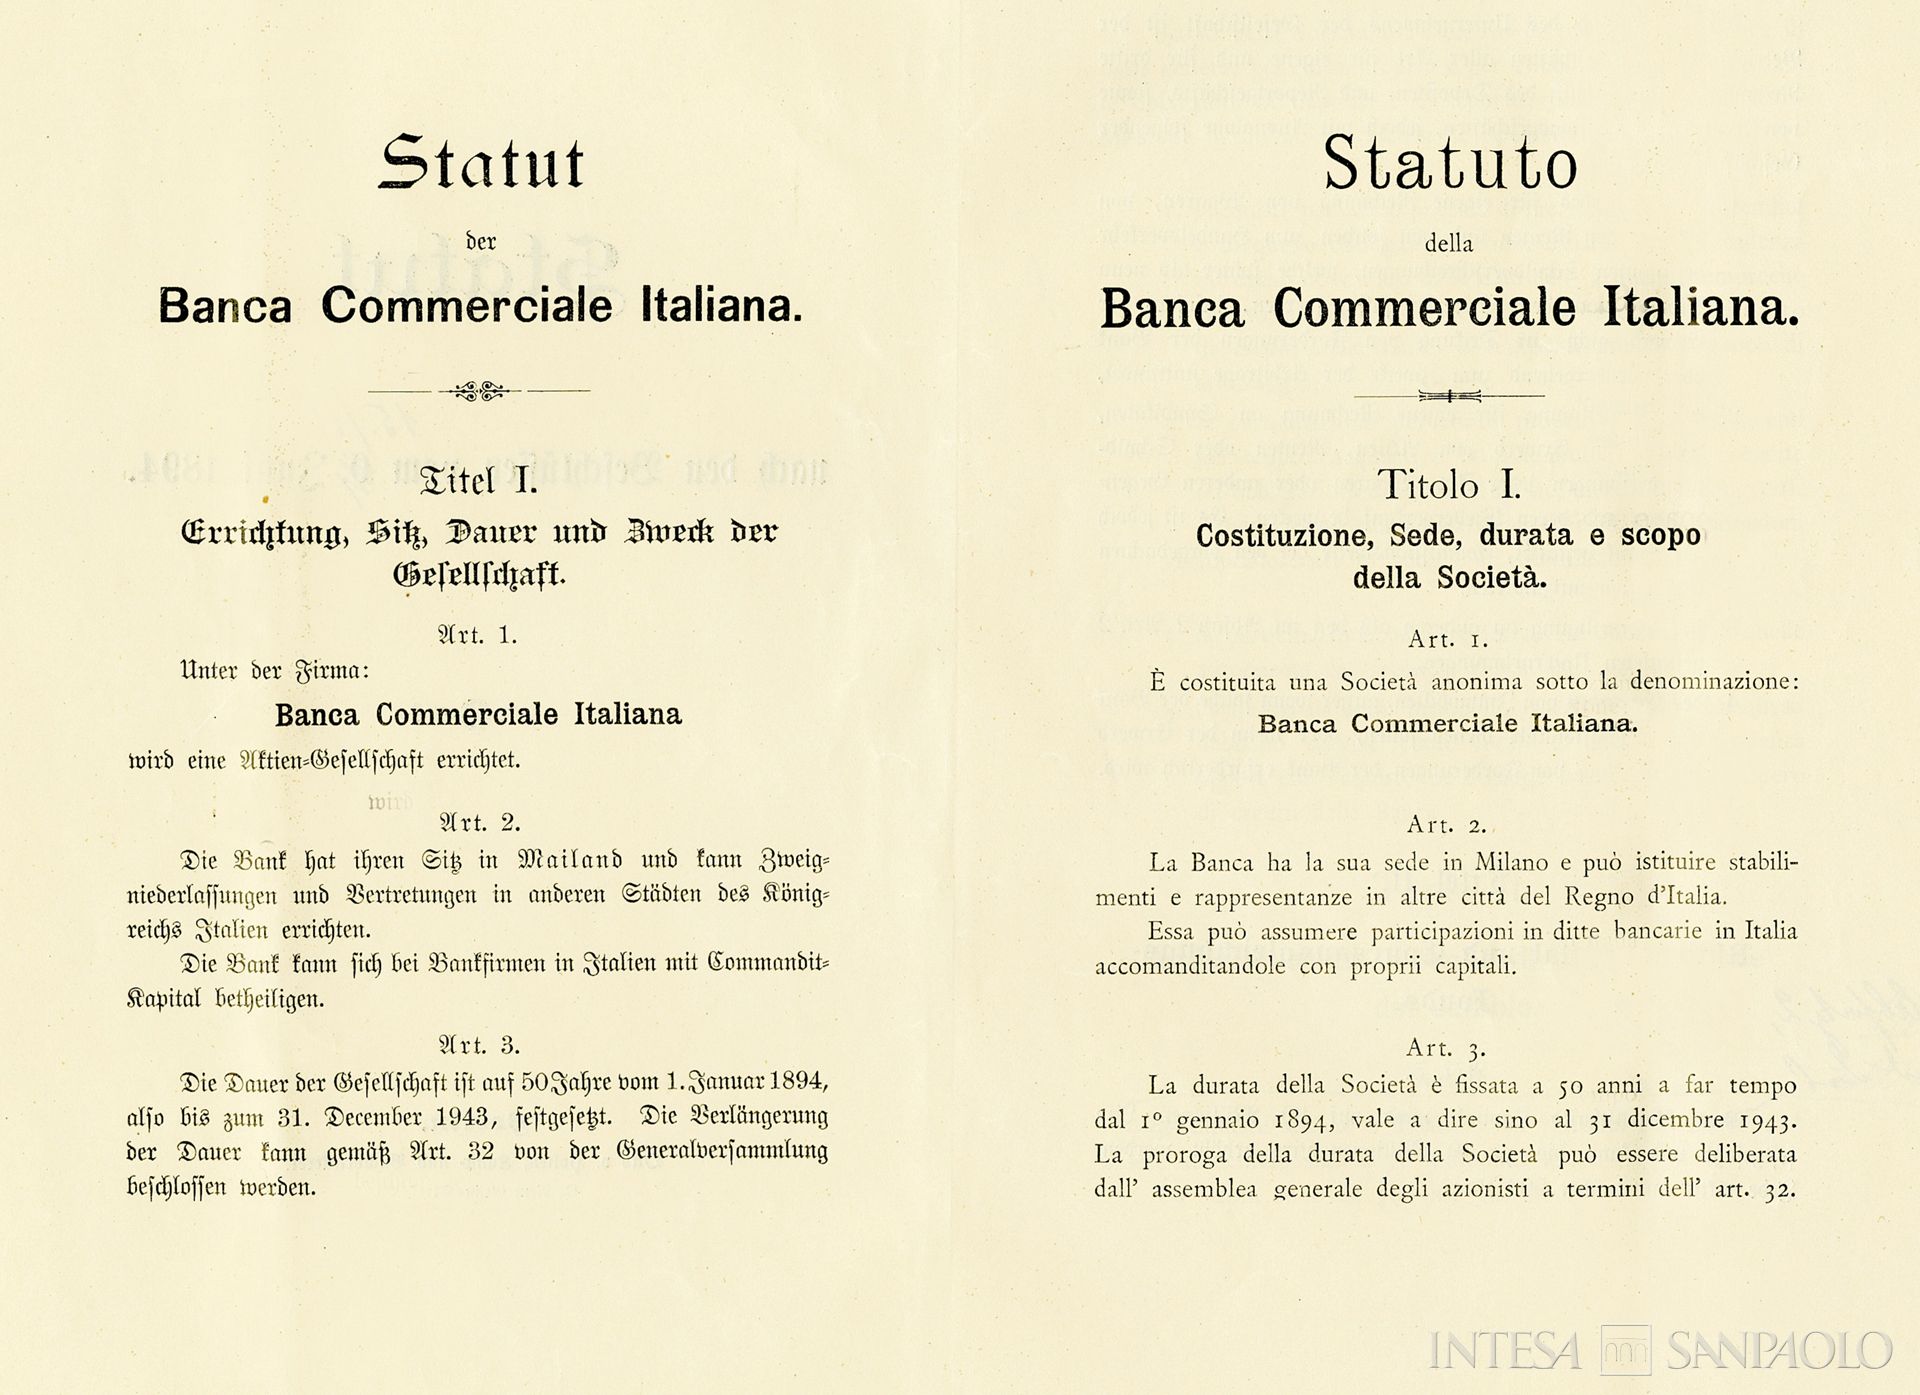 Statut
der
Banca Commerciale Italiana.
Titel I.
Errichtung, Sitz, Dauer und Zweck der
Gesellschaft.
Art. 1.
Unter der Firma:
Banca Commerciale Italiana
wird eine Aktien-Gesellschaft errichtet.
Art. 2.
Die Bank hat ihren Sitz in Mailand und kann Zweig-
niederlassungen und Vertretungen in anderen Städten des König-
reichs Italien errichten.
Die Bank kann sich bei Bankfirmen in Italien mit Commandit-
Kapital betheiligen.
Art. 3.
Die Dauer der Gesellschaft ist auf 50 Jahre vom 1. Januar 1894,
also bis zum 31. December 1943, festgesetzt. Die Verlängerung
der Dauer kann gemäß Art. 32 von der Generalversammlung
beschlossen werden.
Statuto
della
Banca Commerciale Italiana.
Titolo I.
Costituzione, Sede, durata e scopo
della Società.
Art. 1.
È costituita una Società anonima sotto la denominazione:
Banca Commerciale Italiana.
Art. 2.
La Banca ha la sua sede in Milano e può istituire stabili-
menti e rappresentanze in altre città del Regno d'Italia.
Essa può assumere participazioni in ditte bancarie in Italia
accomanditandole con proprii capitali.
Art. 3.
La durata della Società è fissata a 50 anni a far tempo
dal 1º gennaio 1894, vale a dire sino al 31 dicembre 1943.
La proroga della durata della Società può essere deliberata
dall' assemblea generale degli azionisti a termini dell' art. 32.
INTESA SANPAOLO